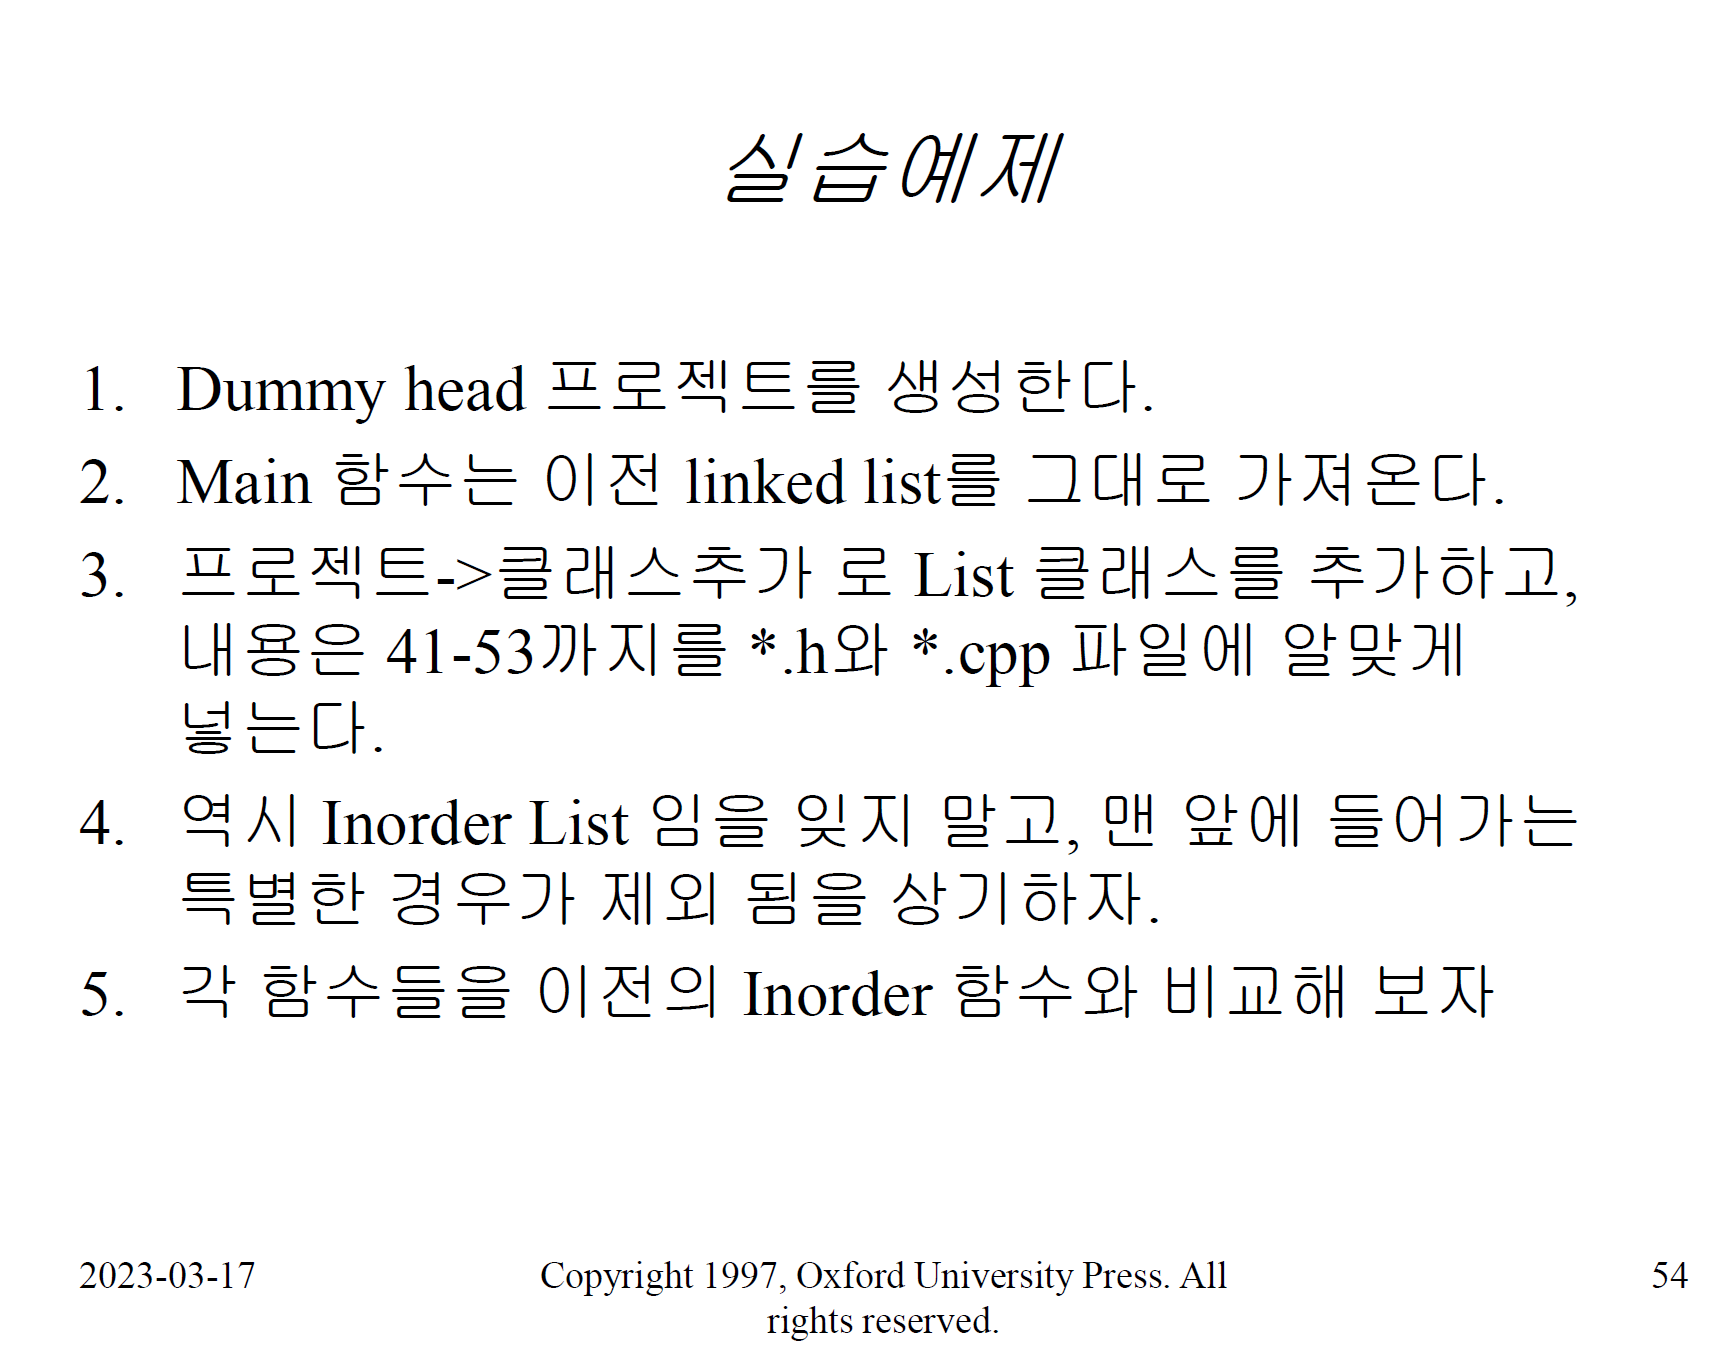 실습예제
1. Dummy head 프로젝트를 생성한다.
2. Main 함수는 이전 linked list를 그대로 가져온다.
3. 프로젝트->클래스추가 로 List 클래스를 추가하고,
내용은 41-53까지를 *.h와 *.cpp 파일에 알맞게
넣는다.
4. 역시 Inorder List 임을 잊지 말고, 맨 앞에 들어가는
특별한 경우가 제외 됨을 상기하자.
5. 각 함수들을 이전의 Inorder 함수와 비교해 보자
2023-03-17
Copyright 1997, Oxford University Press. All
rights reserved.
54